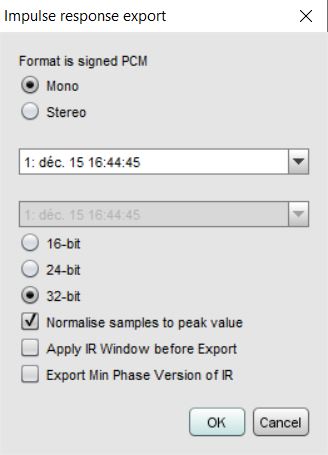 Impulse response export
Format is signed PCM
Mono
Stereo
1: déc. 15 16:44:45
1: déc. 15 16:44:45
16-bit
24-bit
32-bit
Normalise samples to peak value
Apply IR Window before Export
Export Min Phase Version of IR
OK Cancel